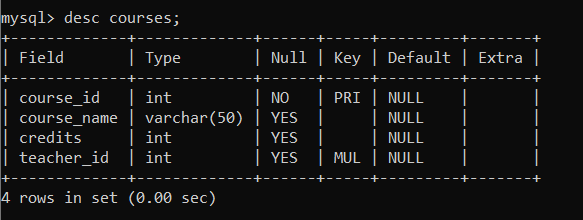 mysql> desc courses;
+-------------+-------------+------+-----+---------+-------+
| Field       | Type        | Null | Key | Default | Extra |
+-------------+-------------+------+-----+---------+-------+
| course_id   | int         | NO   | PRI | NULL    |       |
| course_name | varchar(50) | YES  |     | NULL    |       |
| credits     | int         | YES  |     | NULL    |       |
| teacher_id  | int         | YES  | MUL | NULL    |       |
+-------------+-------------+------+-----+---------+-------+
4 rows in set (0.00 sec)